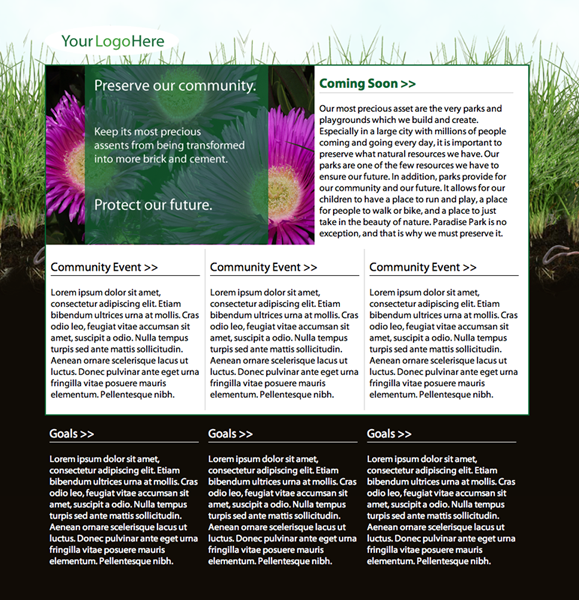 Your Logo Here
Preserve our community.
Keep its most precious
assents from being transformed
into more brick and cement.
Protect our future.
Coming Soon >>
Our most precious asset are the very parks and
playgrounds which we build and create.
Especially in a large city with millions of people
coming and going every day, it is important to
preserve what natural resources we have. Our
parks are one of the few resources we have to
ensure our future. In addition, parks provide for
our community and our future. It allows for our
children to have a place to run and play, a place
for people to walk or bike, and a place to just
take in the beauty of nature. Paradise Park is no
exception, and that is why we must preserve it.
Community Event >>
Lorem ipsum dolor sit amet,
consectetur adipiscing elit. Etiam
bibendum ultrices urna at mollis. Cras
odio leo, feugiat vitae accumsan sit
amet, suscipit a odio. Nulla tempus
turpis sed ante mattis sollicitudin.
Aenean ornare scelerisque lacus ut
luctus. Donec pulvinar ante eget urna
fringilla vitae posuere mauris
elementum. Pellentesque nibh.
Community Event >>
Lorem ipsum dolor sit amet,
consectetur adipiscing elit. Etiam
bibendum ultrices urna at mollis. Cras
odio leo, feugiat vitae accumsan sit
amet, suscipit a odio. Nulla tempus
turpis sed ante mattis sollicitudin.
Aenean ornare scelerisque lacus ut
luctus. Donec pulvinar ante eget urna
fringilla vitae posuere mauris
elementum. Pellentesque nibh.
Community Event >>
Lorem ipsum dolor sit amet,
consectetur adipiscing elit. Etiam
bibendum ultrices urna at mollis. Cras
odio leo, feugiat vitae accumsan sit
amet, suscipit a odio. Nulla tempus
turpis sed ante mattis sollicitudin.
Aenean ornare scelerisque lacus ut
luctus. Donec pulvinar ante eget urna
fringilla vitae posuere mauris
elementum. Pellentesque nibh.
Goals >>
Lorem ipsum dolor sit amet,
consectetur adipiscing elit. Etiam
bibendum ultrices urna at mollis. Cras
odio leo, feugiat vitae accumsan sit
amet, suscipit a odio. Nulla tempus
turpis sed ante mattis sollicitudin.
Aenean ornare scelerisque lacus ut
luctus. Donec pulvinar ante eget urna
fringilla vitae posuere mauris
elementum. Pellentesque nibh.
Goals >>
Lorem ipsum dolor sit amet,
consectetur adipiscing elit. Etiam
bibendum ultrices urna at mollis. Cras
odio leo, feugiat vitae accumsan sit
amet, suscipit a odio. Nulla tempus
turpis sed ante mattis sollicitudin.
Aenean ornare scelerisque lacus ut
luctus. Donec pulvinar ante eget urna
fringilla vitae posuere mauris
elementum. Pellentesque nibh.
Goals >>
Lorem ipsum dolor sit amet,
consectetur adipiscing elit. Etiam
bibendum ultrices urna at mollis. Cras
odio leo, feugiat vitae accumsan sit
amet, suscipit a odio. Nulla tempus
turpis sed ante mattis sollicitudin.
Aenean ornare scelerisque lacus ut
luctus. Donec pulvinar ante eget urna
fringilla vitae posuere mauris
elementum. Pellentesque nibh.